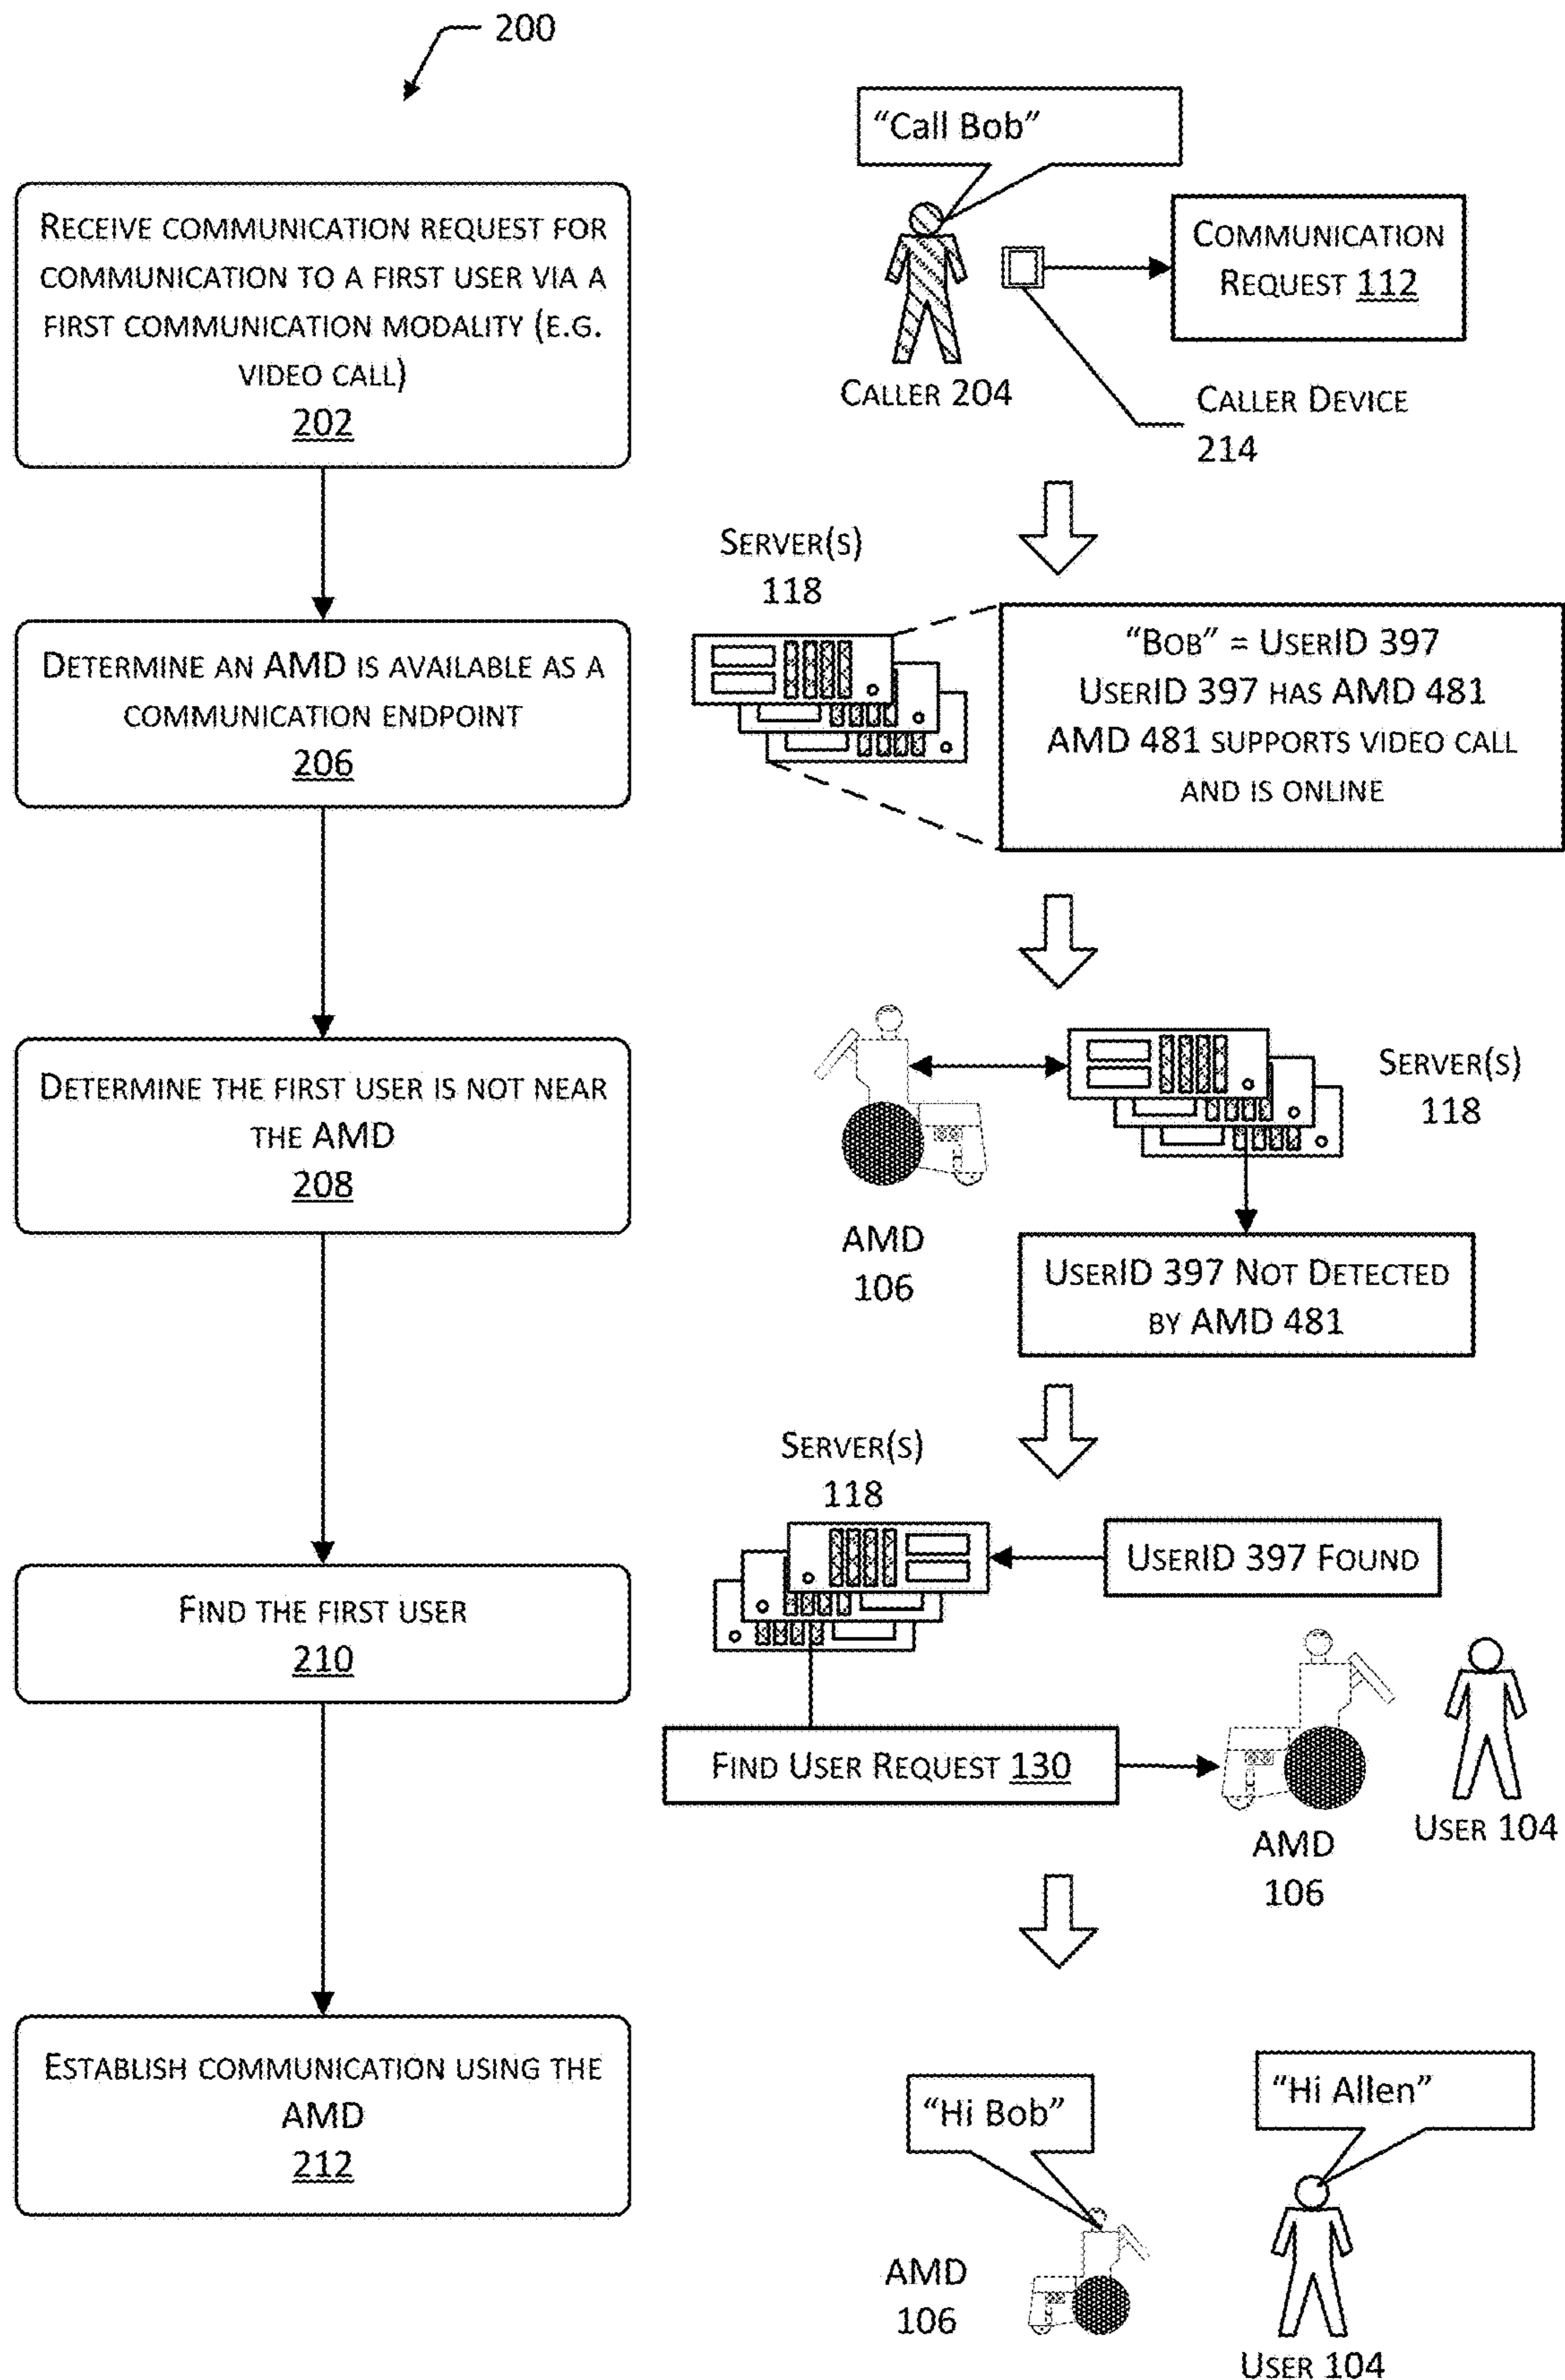 200
RECEIVE COMMUNICATION REQUEST FOR
COMMUNICATION TO A FIRST USER VIA A
FIRST COMMUNICATION MODALITY (E.G.
VIDEO CALL)
202
"Call Bob"
COMMUNICATION
REQUEST 112
CALLER 204
CALLER DEVICE
214
DETERMINE AN AMD IS AVAILABLE AS A
COMMUNICATION ENDPOINT
206
SERVER(S)
118
"BOB" = USERID 397
USERID 397 HAS AMD 481
AMD 481 SUPPORTS VIDEO CALL
AND IS ONLINE
DETERMINE THE FIRST USER IS NOT NEAR
THE AMD
208
SERVER(S)
118
AMD
106
USERID 397 NOT DETECTED
BY AMD 481
FIND THE FIRST USER
210
SERVER(S)
118
USERID 397 FOUND
FIND USER REQUEST 130
AMD
106
USER 104
ESTABLISH COMMUNICATION USING THE
AMD
212
"Hi Bob"
"Hi Allen"
AMD
106
USER 104